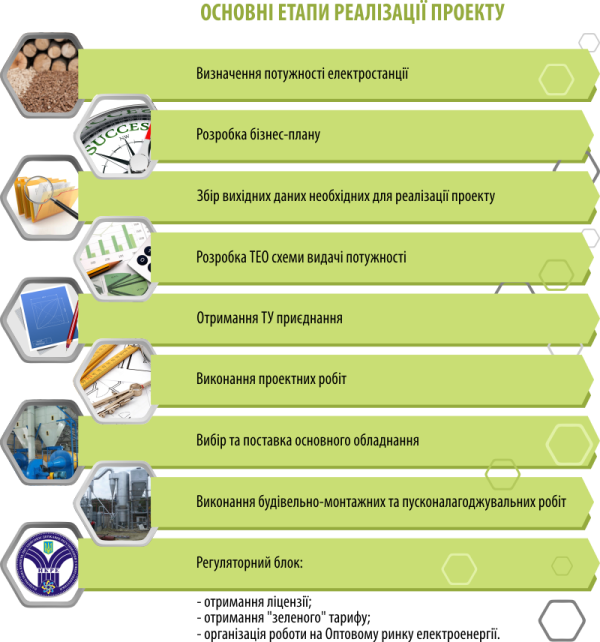 ОСНОВНІ ЕТАПИ РЕАЛІЗАЦІЇ ПРОЕКТУ
Визначення потужності електростанції
SUCCESS
Розробка бізнес-плану
Збір вихідних даних необхідних для реалізації проекту
Розробка ТЕО схеми видачі потужності
Отримання ТУ приєднання
Виконання проектних робіт
Вибір та поставка основного обладнання
Виконання будівельно-монтажних та пусконалагоджувальних робіт
НКРЕ
Регуляторний блок:
- отримання ліцензії;
- отримання "зеленого" тарифу;
- організація роботи на Оптовому ринку електроенергії.